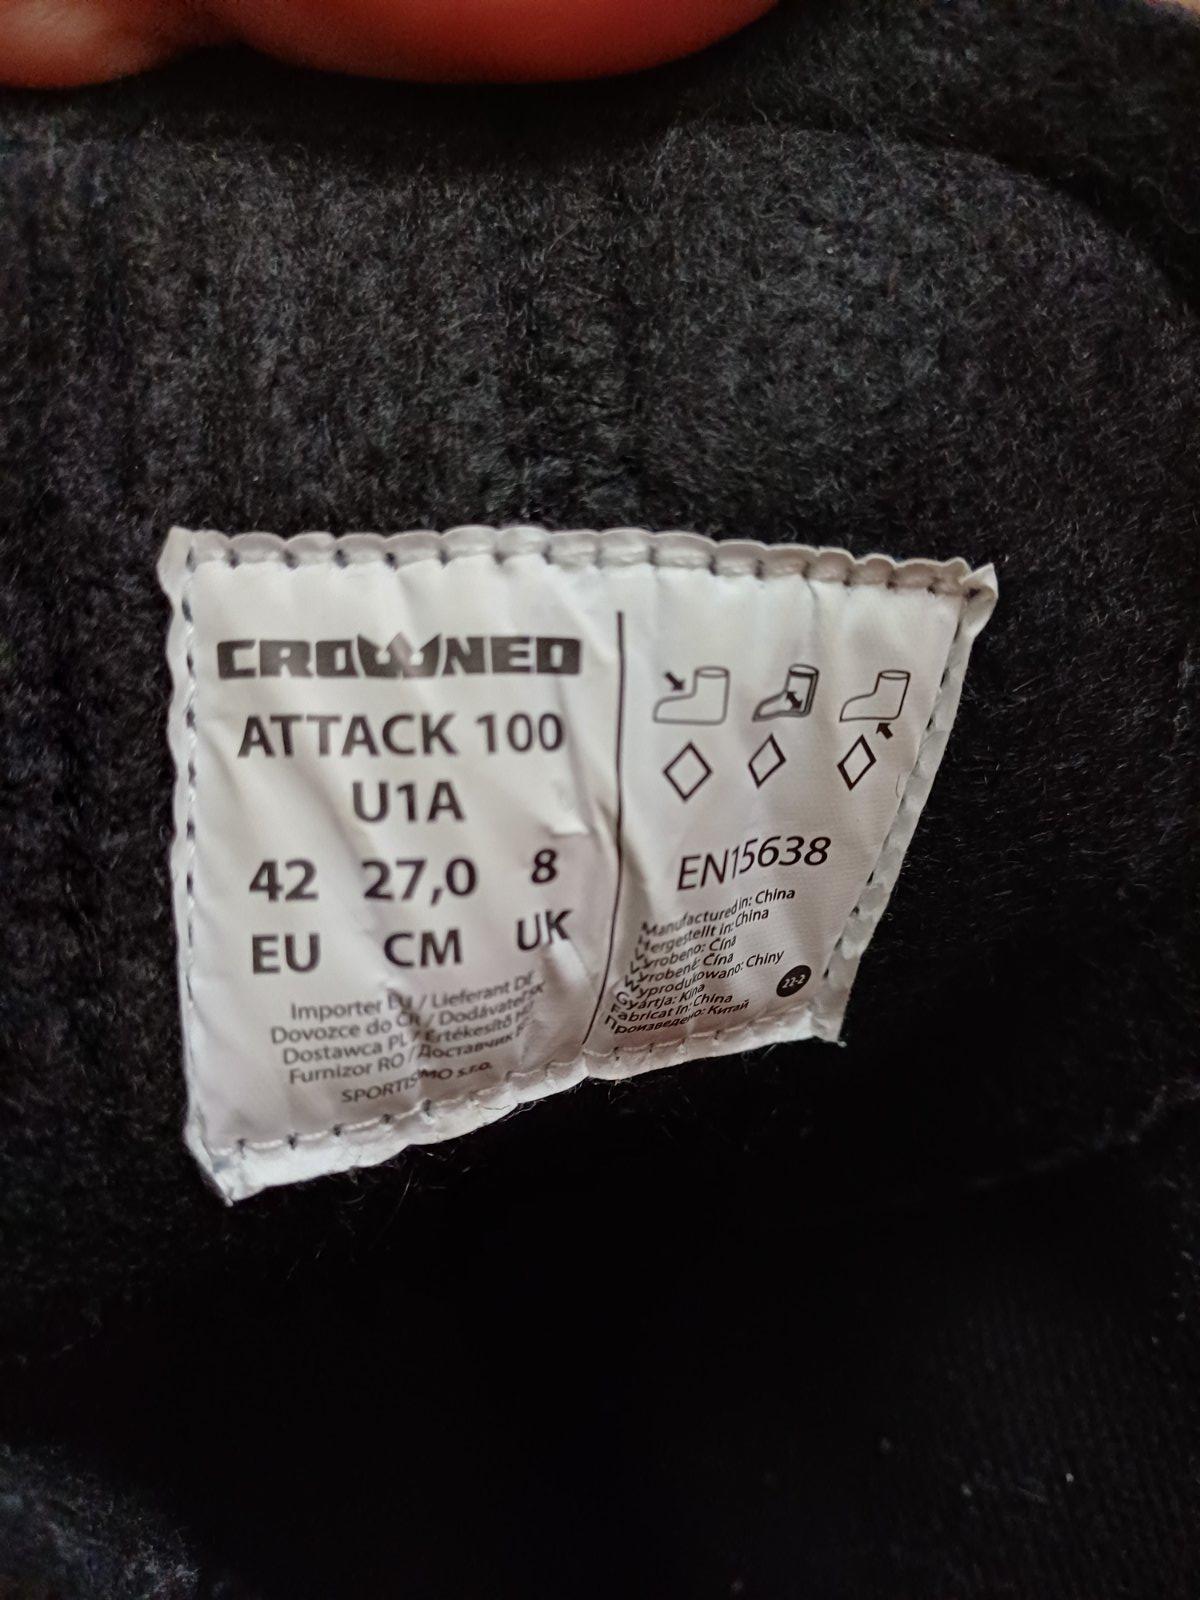 CROWNED
ATTACK 100
U1A
42 27,0 8
EU CM UK
Importer EU / Lieferant DE
Dovozce do ČR / Dodávateľ SK
Dostawca PL / Értékesítő HU
Furnizor RO / Доставчик
SPORTISIMO s.r.o.
EN15638
Manufactured in: China
Hergestellt in: China
Vyrobeno: Čína
Vyrobené: Čína
Wyprodukowano: Chiny
Gyártja: Kína
Fabricat în: China
Произведено: Китай
22-2